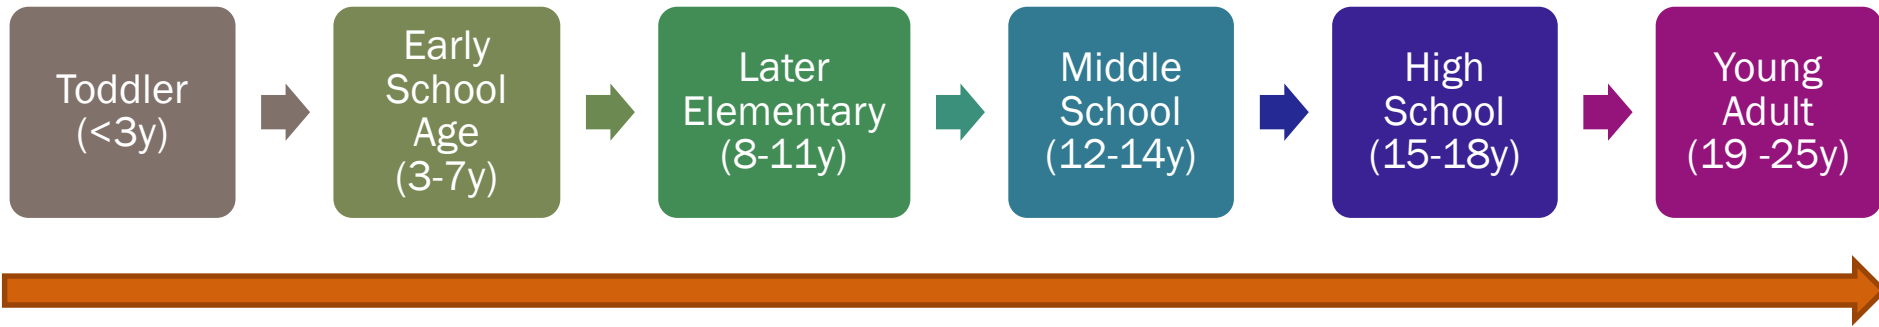 Toddler
(<3y)
Early
School
Age
(3-7y)
Later
Elementary
(8-11y)
Middle
School
(12-14y)
High
School
(15-18y)
Young
Adult
(19 -25y)